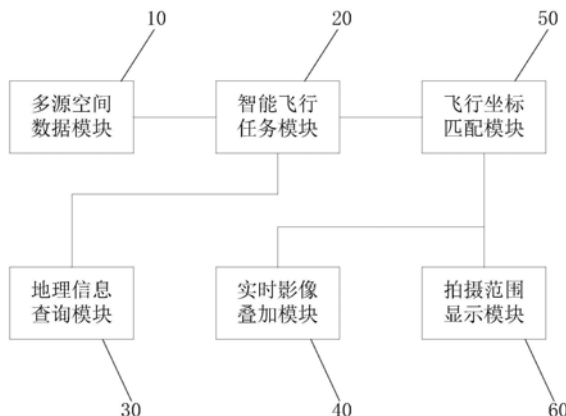 10
20
50
多源空间
数据模块
智能飞行
任务模块
飞行坐标
匹配模块
地理信息
查询模块
实时影像
叠加模块
拍摄范围
显示模块
30
40
60